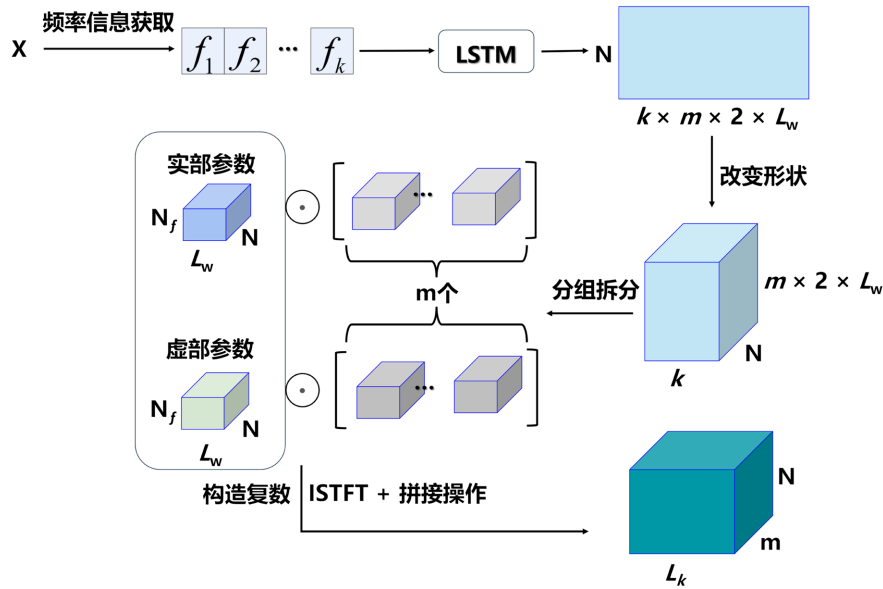 X
频率信息获取
f1 f2 ··· fk
LSTM
N
k × m × 2 × Lw
改变形状
实部参数
Nf
N
Lw
···
m个
分组拆分
m × 2 × Lw
N
k
虚部参数
Nf
N
Lw
···
构造复数
ISTFT + 拼接操作
N
m
Lk